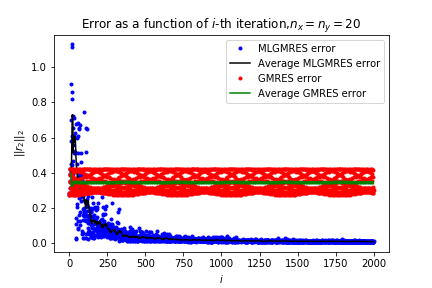 Error as a function of i-th iteration,n_x = n_y = 20
MLGMRES error
Average MLGMRES error
GMRES error
Average GMRES error
1.0
0.8
0.6
0.4
0.2
0.0
||r_2||_2
0 250 500 750 1000 1250 1500 1750 2000
i